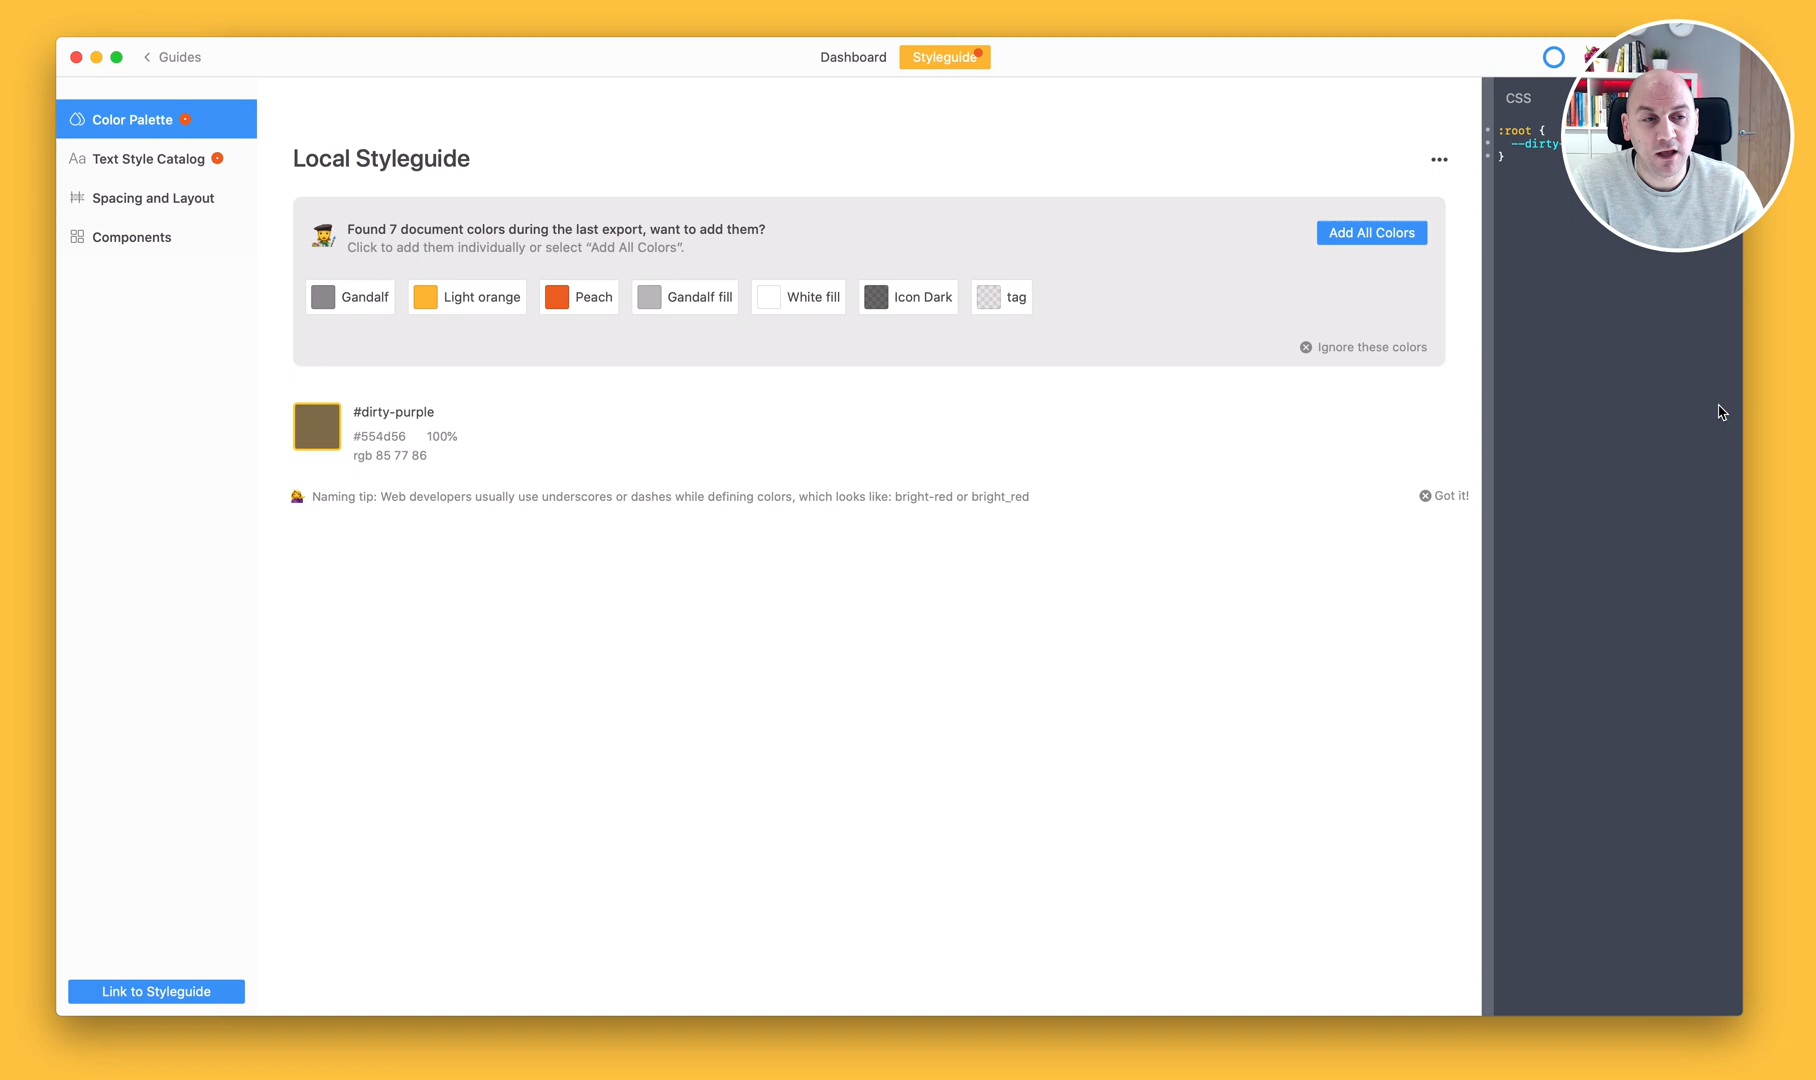 Guides
Dashboard
Styleguide
Color Palette
Aa Text Style Catalog
Spacing and Layout
Components
Link to Styleguide
Local Styleguide
•••
Found 7 document colors during the last export, want to add them?
Click to add them individually or select “Add All Colors”.
Add All Colors
Gandalf
Light orange
Peach
Gandalf fill
White fill
Icon Dark
tag
Ignore these colors
#dirty-purple
#554d56 100%
rgb 85 77 86
Naming tip: Web developers usually use underscores or dashes while defining colors, which looks like: bright-red or bright_red
Got it!
CSS
:root {
--dirty-
}